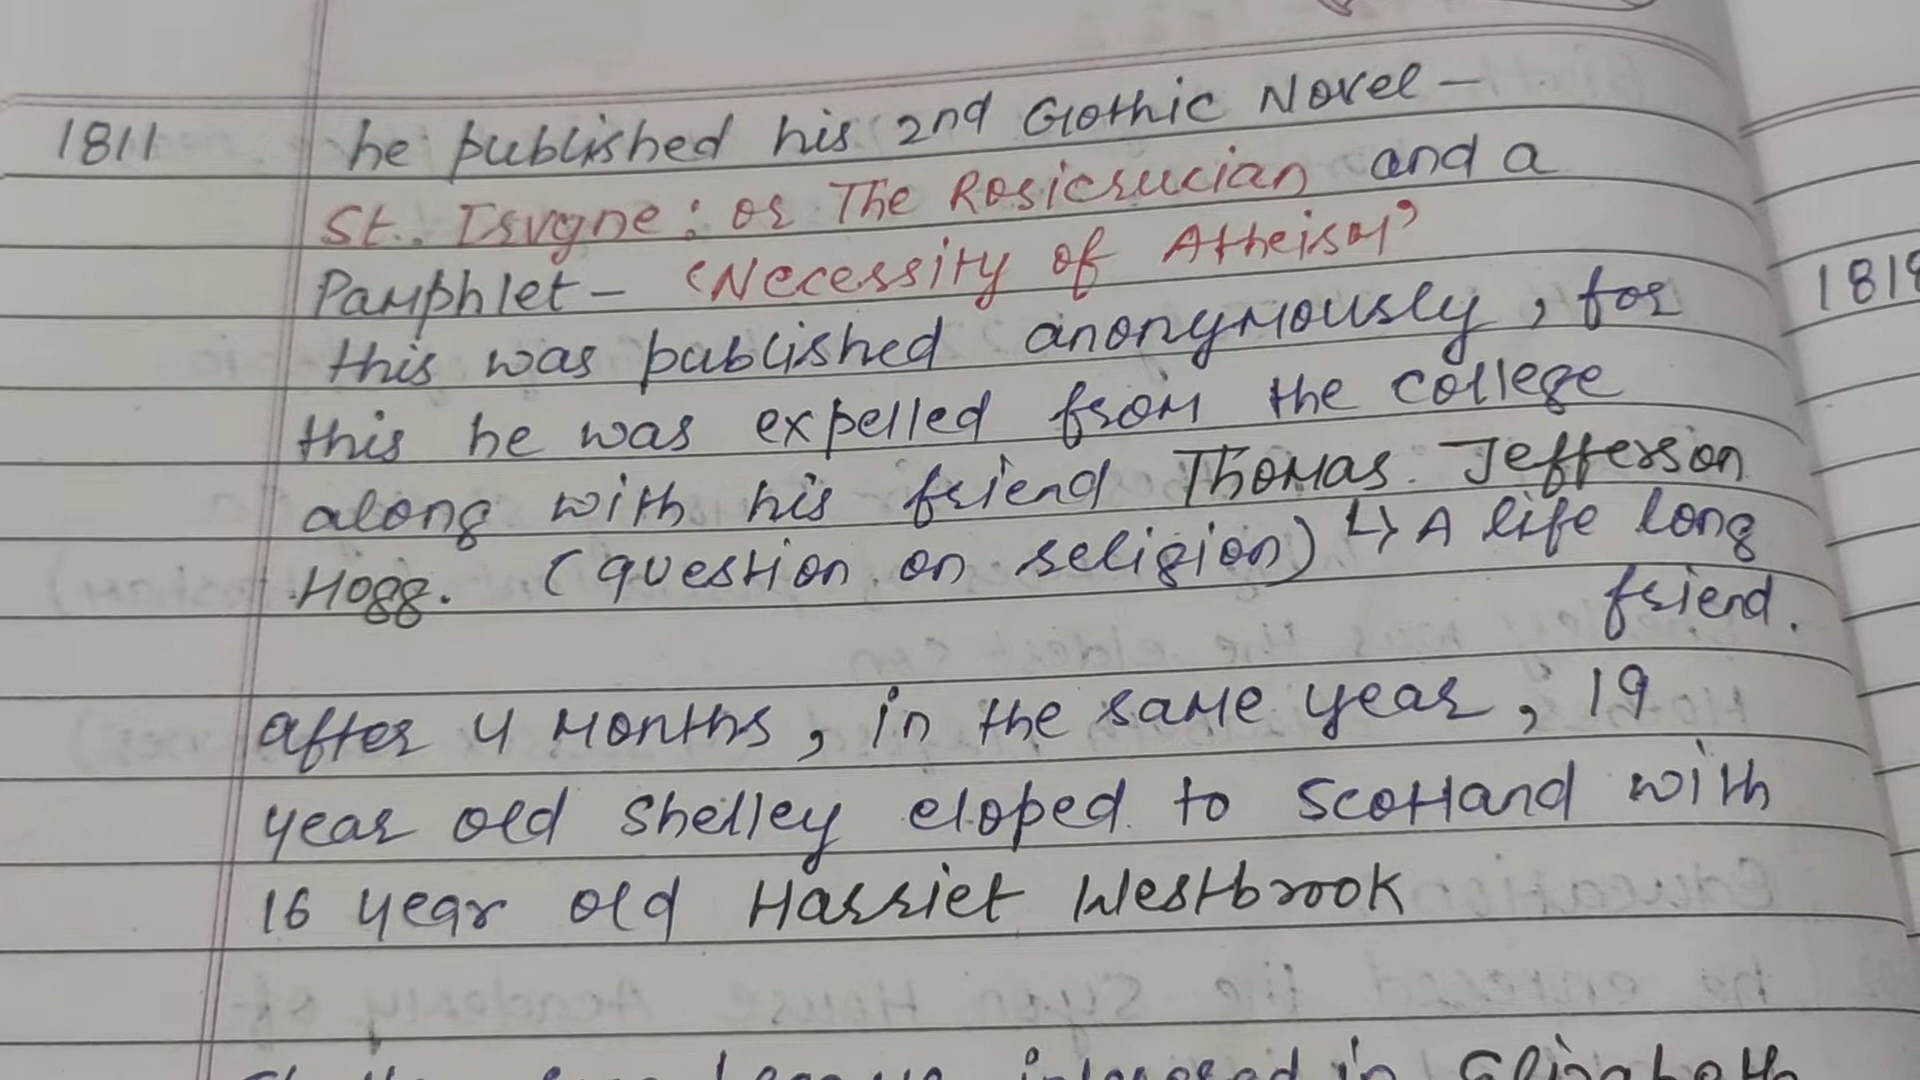 1811 he published his 2nd Gothic Novel –
St. Irvyne: or The Rosicrucian and a
Pamphlet – 'Necessity of Atheism'
this was published anonymously, for
this he was expelled from the college
along with his friend Thomas Jefferson
Hogg. (question on religion) ↳ A life long
friend.
after 4 months, in the same year, 19
year old Shelley eloped to Scotland with
16 year old Harriet Westbrook
in Elizabeth